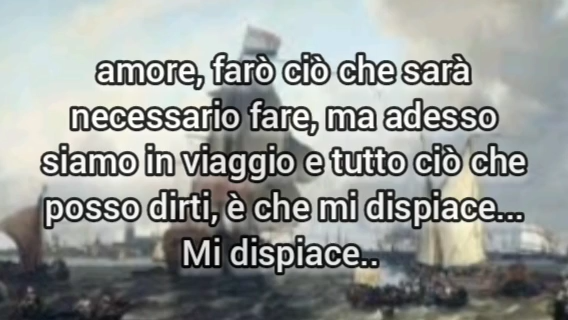 amore, farò ciò che sarà
necessario fare, ma adesso
siamo in viaggio e tutto ciò che
posso dirti, è che mi dispiace...
Mi dispiace..